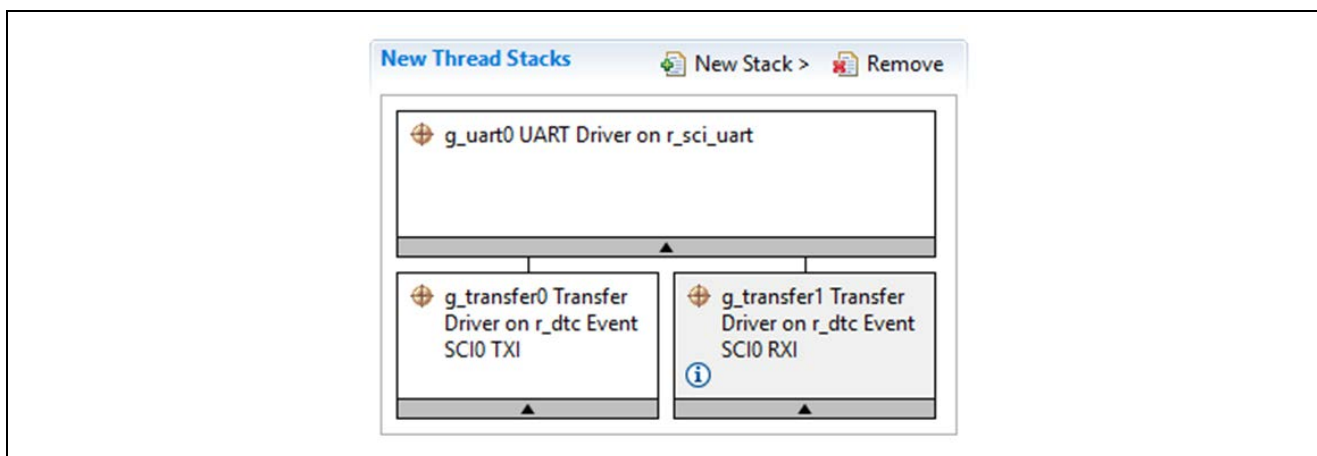 New Thread Stacks
New Stack >
Remove
g_uart0 UART Driver on r_sci_uart
g_transfer0 Transfer
Driver on r_dtc Event
SCI0 TXI
g_transfer1 Transfer
Driver on r_dtc Event
SCI0 RXI